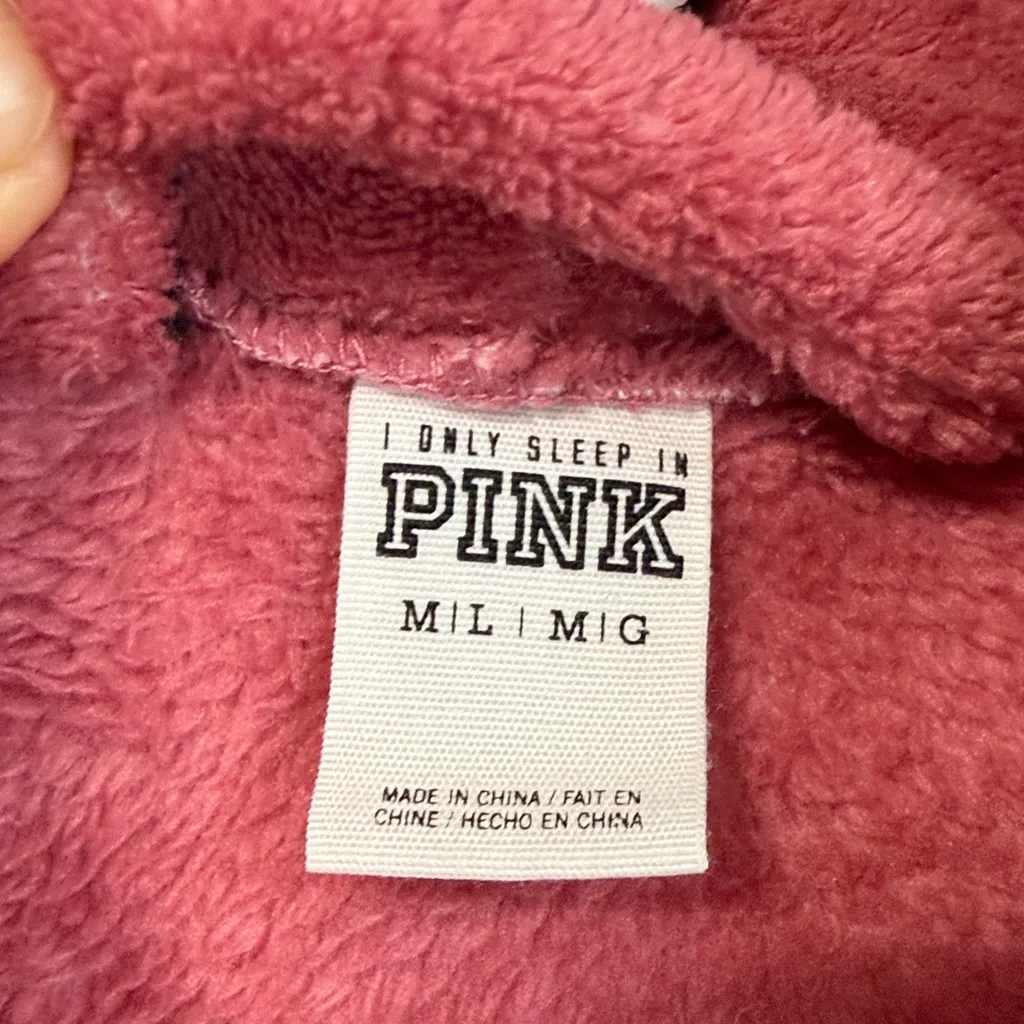 I ONLY SLEEP IN
PINK
M|L | M|G
MADE IN CHINA / FAIT EN
CHINE / HECHO EN CHINA